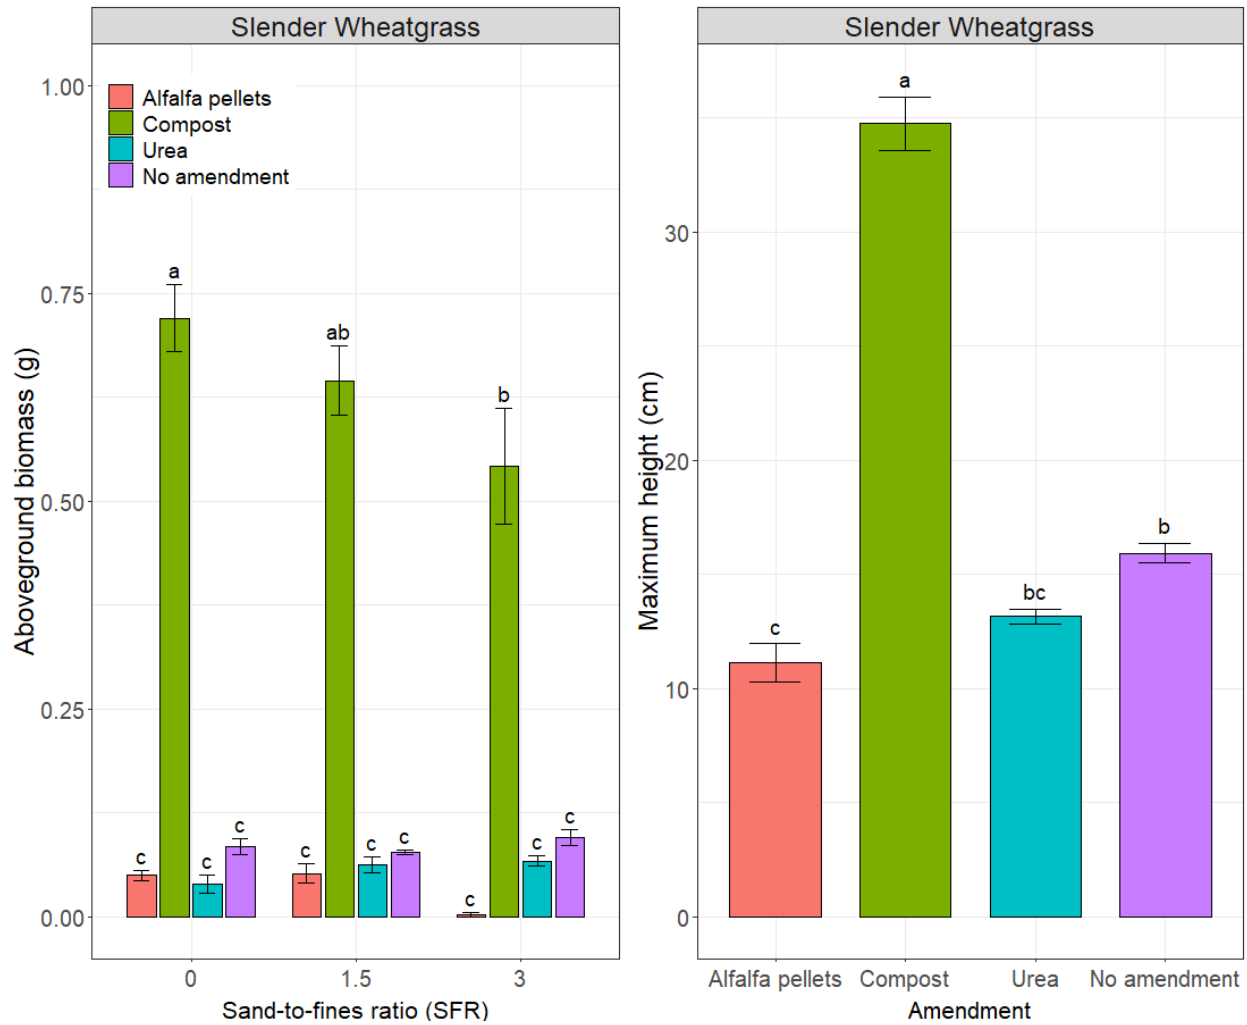 Slender Wheatgrass
1.00
0.75
0.50
0.25
0.00
Aboveground biomass (g)
Alfalfa pellets
Compost
Urea
No amendment
a
ab
b
c
c
c
c
c
c
c
c
c
0
1.5
3
Sand-to-fines ratio (SFR)
Slender Wheatgrass
30
20
10
0
Maximum height (cm)
a
b
bc
c
Alfalfa pellets
Compost
Urea
No amendment
Amendment